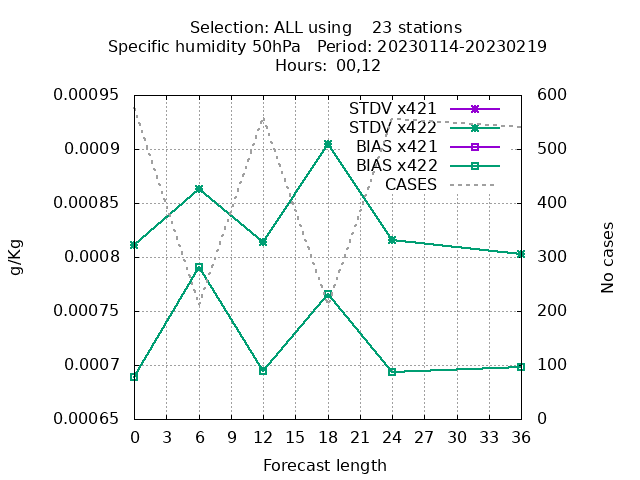 Selection: ALL using    23 stations
Specific humidity 50hPa   Period: 20230114-20230219
Hours:  00,12
0.00095
0.0009
0.00085
0.0008
0.00075
0.0007
0.00065
g/Kg
STDV x421
STDV x422
BIAS x421
BIAS x422
CASES
600
500
400
300
200
100
0
No cases
0 3 6 9 12 15 18 21 24 27 30 33 36
Forecast length